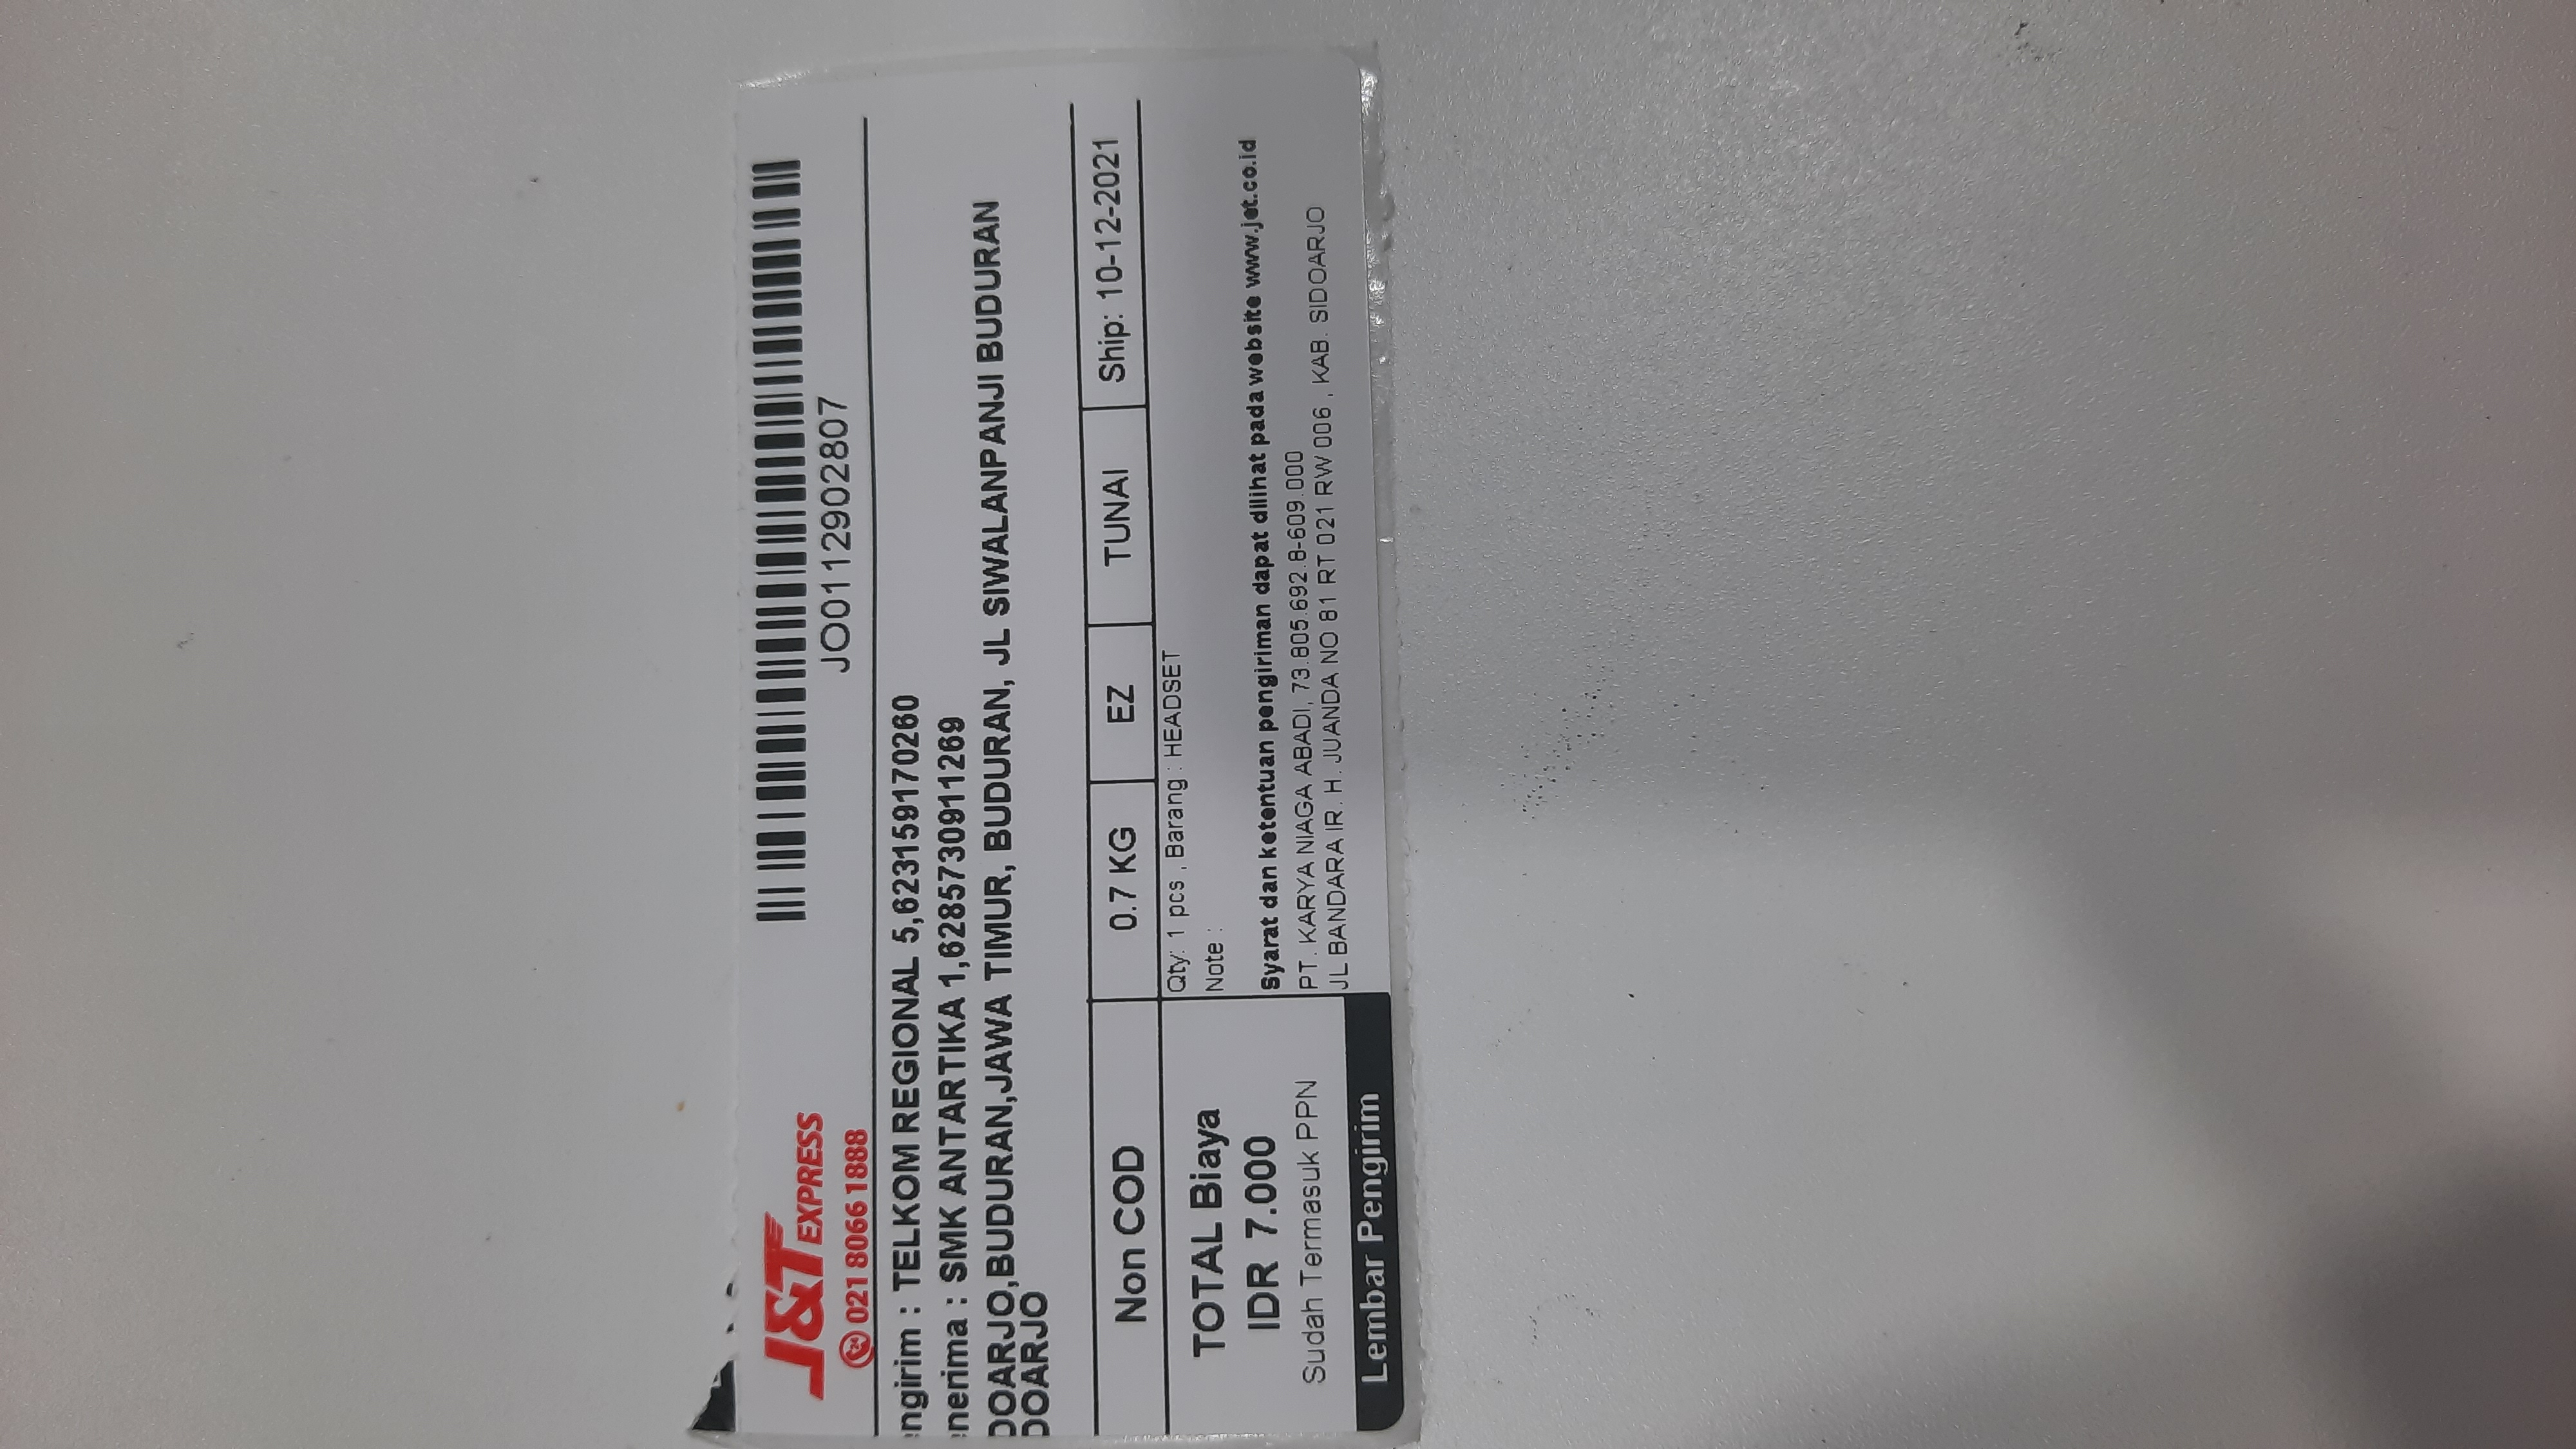 J&T EXPRESS
021 8066 1888
JO0112902807
ngirim : TELKOM REGIONAL 5,623159170260
nerima : SMK ANTARTIKA 1,6285730911269
DOARJO,BUDURAN,JAWA TIMUR, BUDURAN, JL SIWALANPANJI BUDURAN
DOARJO
Non COD
0.7 KG
EZ
TUNAI
Ship: 10-12-2021
TOTAL Biaya
IDR 7.000
Sudah Termasuk PPN
Lembar Pengirim
Qty: 1 pcs , Barang : HEADSET
Note :
Syarat dan ketentuan pengiriman dapat dilihat pada website www.jet.co.id
PT. KARYA NIAGA ABADI, 73.805.692.8-609.000
JL BANDARA IR. H. JUANDA NO 81 RT 021 RW 006 , KAB. SIDOARJO